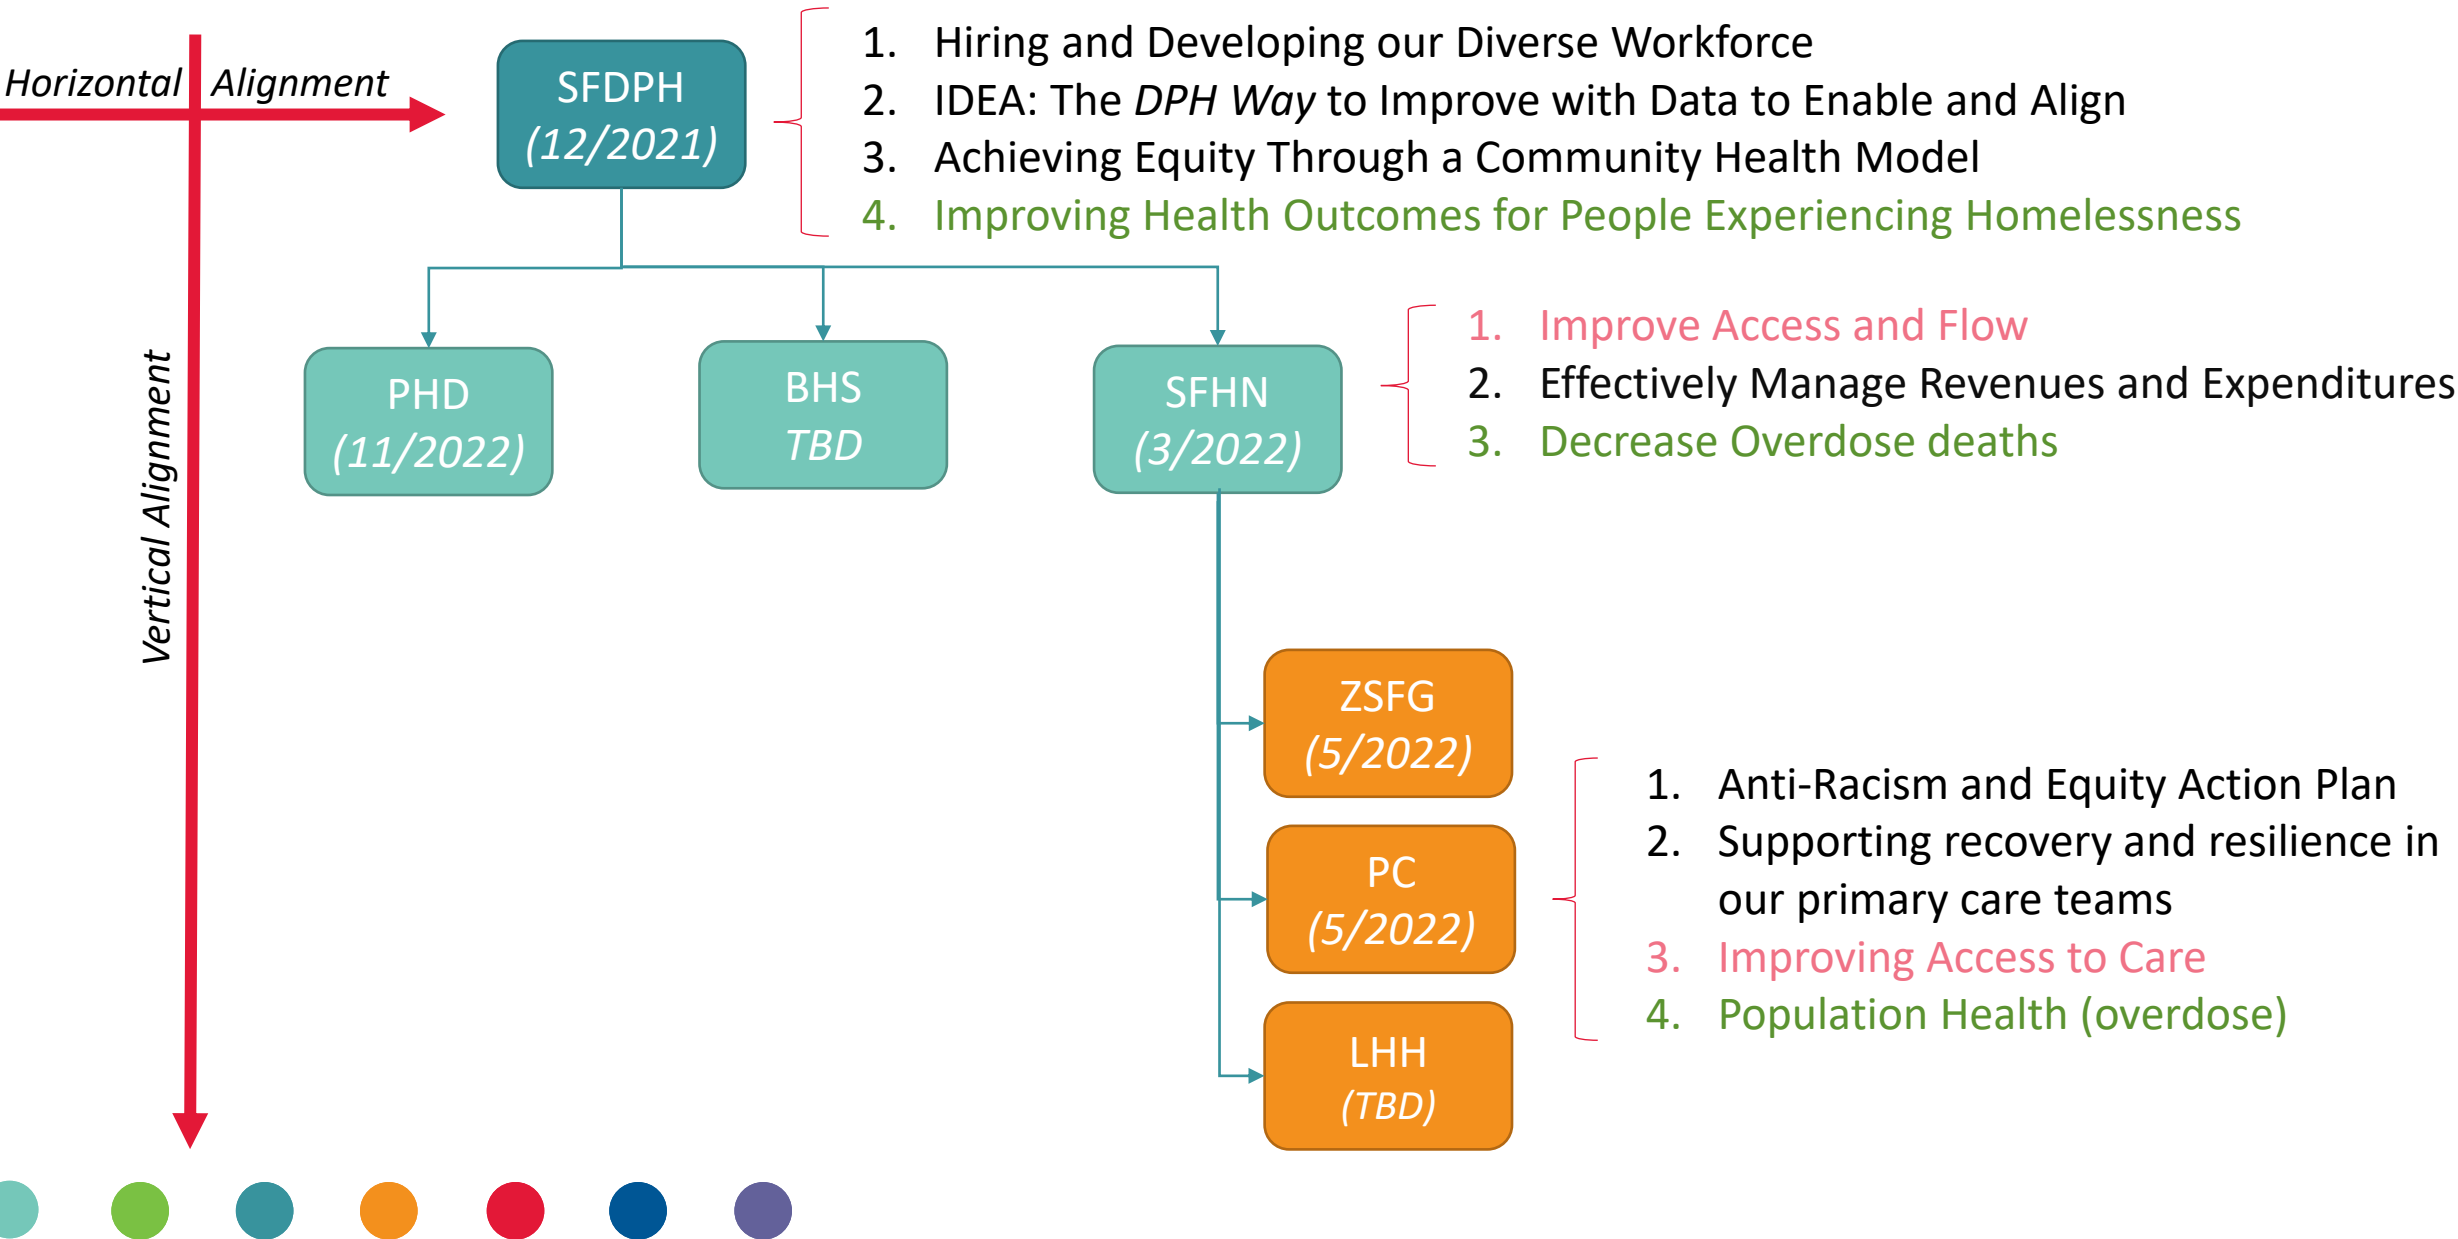 Horizontal Alignment
Vertical Alignment
SFDPH
(12/2021)
1. Hiring and Developing our Diverse Workforce
2. IDEA: The DPH Way to Improve with Data to Enable and Align
3. Achieving Equity Through a Community Health Model
4. Improving Health Outcomes for People Experiencing Homelessness
PHD
(11/2022)
BHS
TBD
SFHN
(3/2022)
1. Improve Access and Flow
2. Effectively Manage Revenues and Expenditures
3. Decrease Overdose deaths
ZSFG
(5/2022)
PC
(5/2022)
1. Anti-Racism and Equity Action Plan
2. Supporting recovery and resilience in
our primary care teams
3. Improving Access to Care
4. Population Health (overdose)
LHH
(TBD)